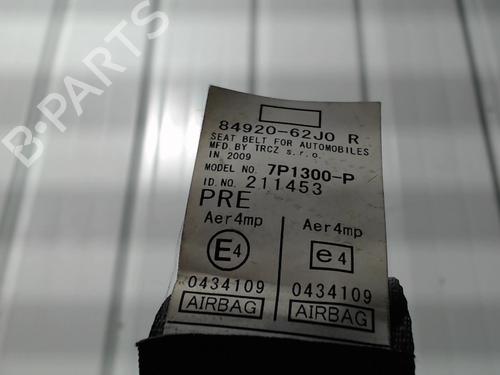 B-PARTS
84920-62J0 R
SEAT BELT FOR AUTOMOBILES
MFD. BY TRCZ s.r.o.
IN 2009
MODEL NO. 7P1300-P
ID. NO. 211453
PRE
Aer4mp Aer4mp
E4 e4
0434109 0434109
AIRBAG AIRBAG